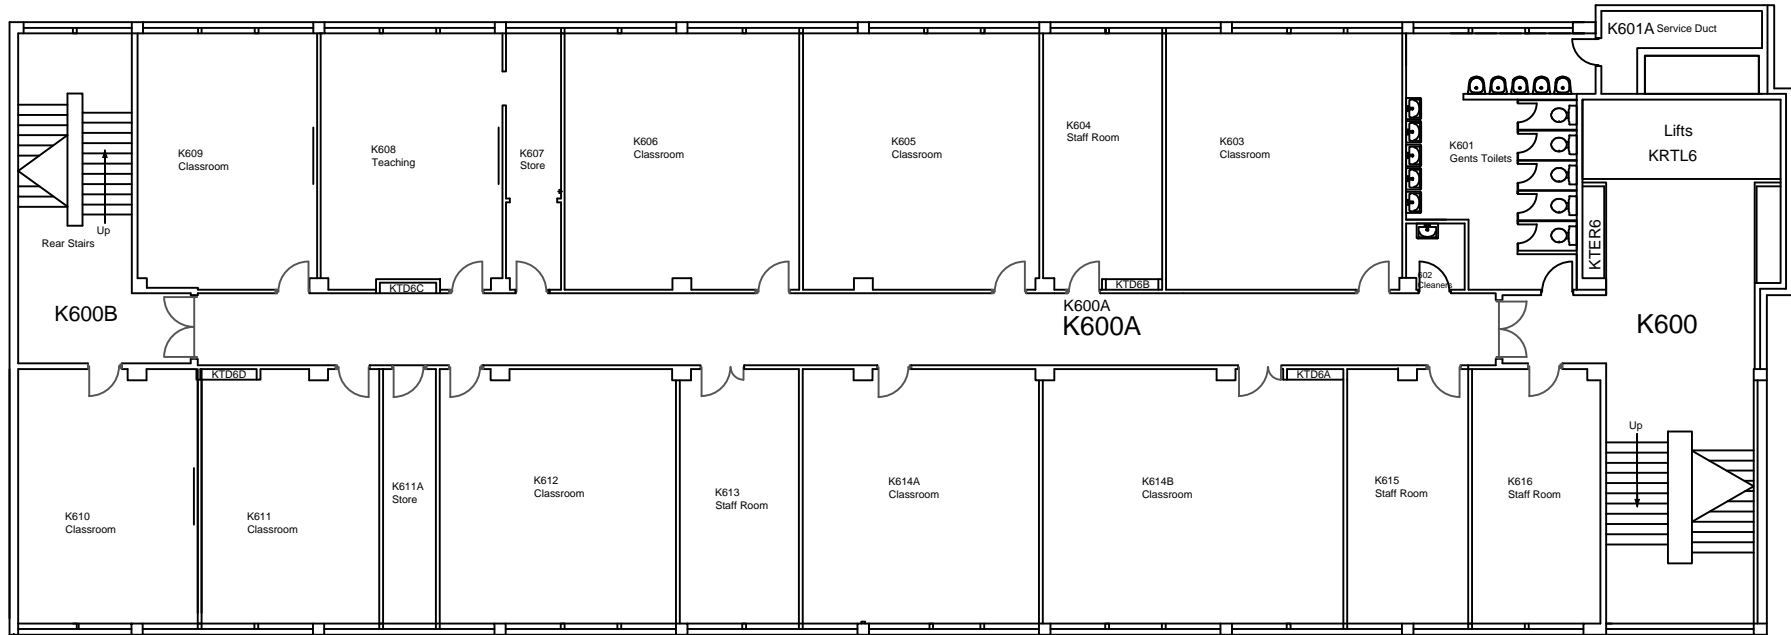 K601A Service Duct
K604
Staff Room
Lifts
KRTL6
K609
Classroom
K608
Teaching
K607
Store
K606
Classroom
K605
Classroom
K603
Classroom
K601
Gents Toilets
Up
Rear Stairs
KTER6
602
Cleaners
KTD6C
KTD6B
K600B
K600A
K600A
K600
KTD6D
KTD6A
Up
K610
Classroom
K611
Classroom
K611A
Store
K612
Classroom
K613
Staff Room
K614A
Classroom
K614B
Classroom
K615
Staff Room
K616
Staff Room